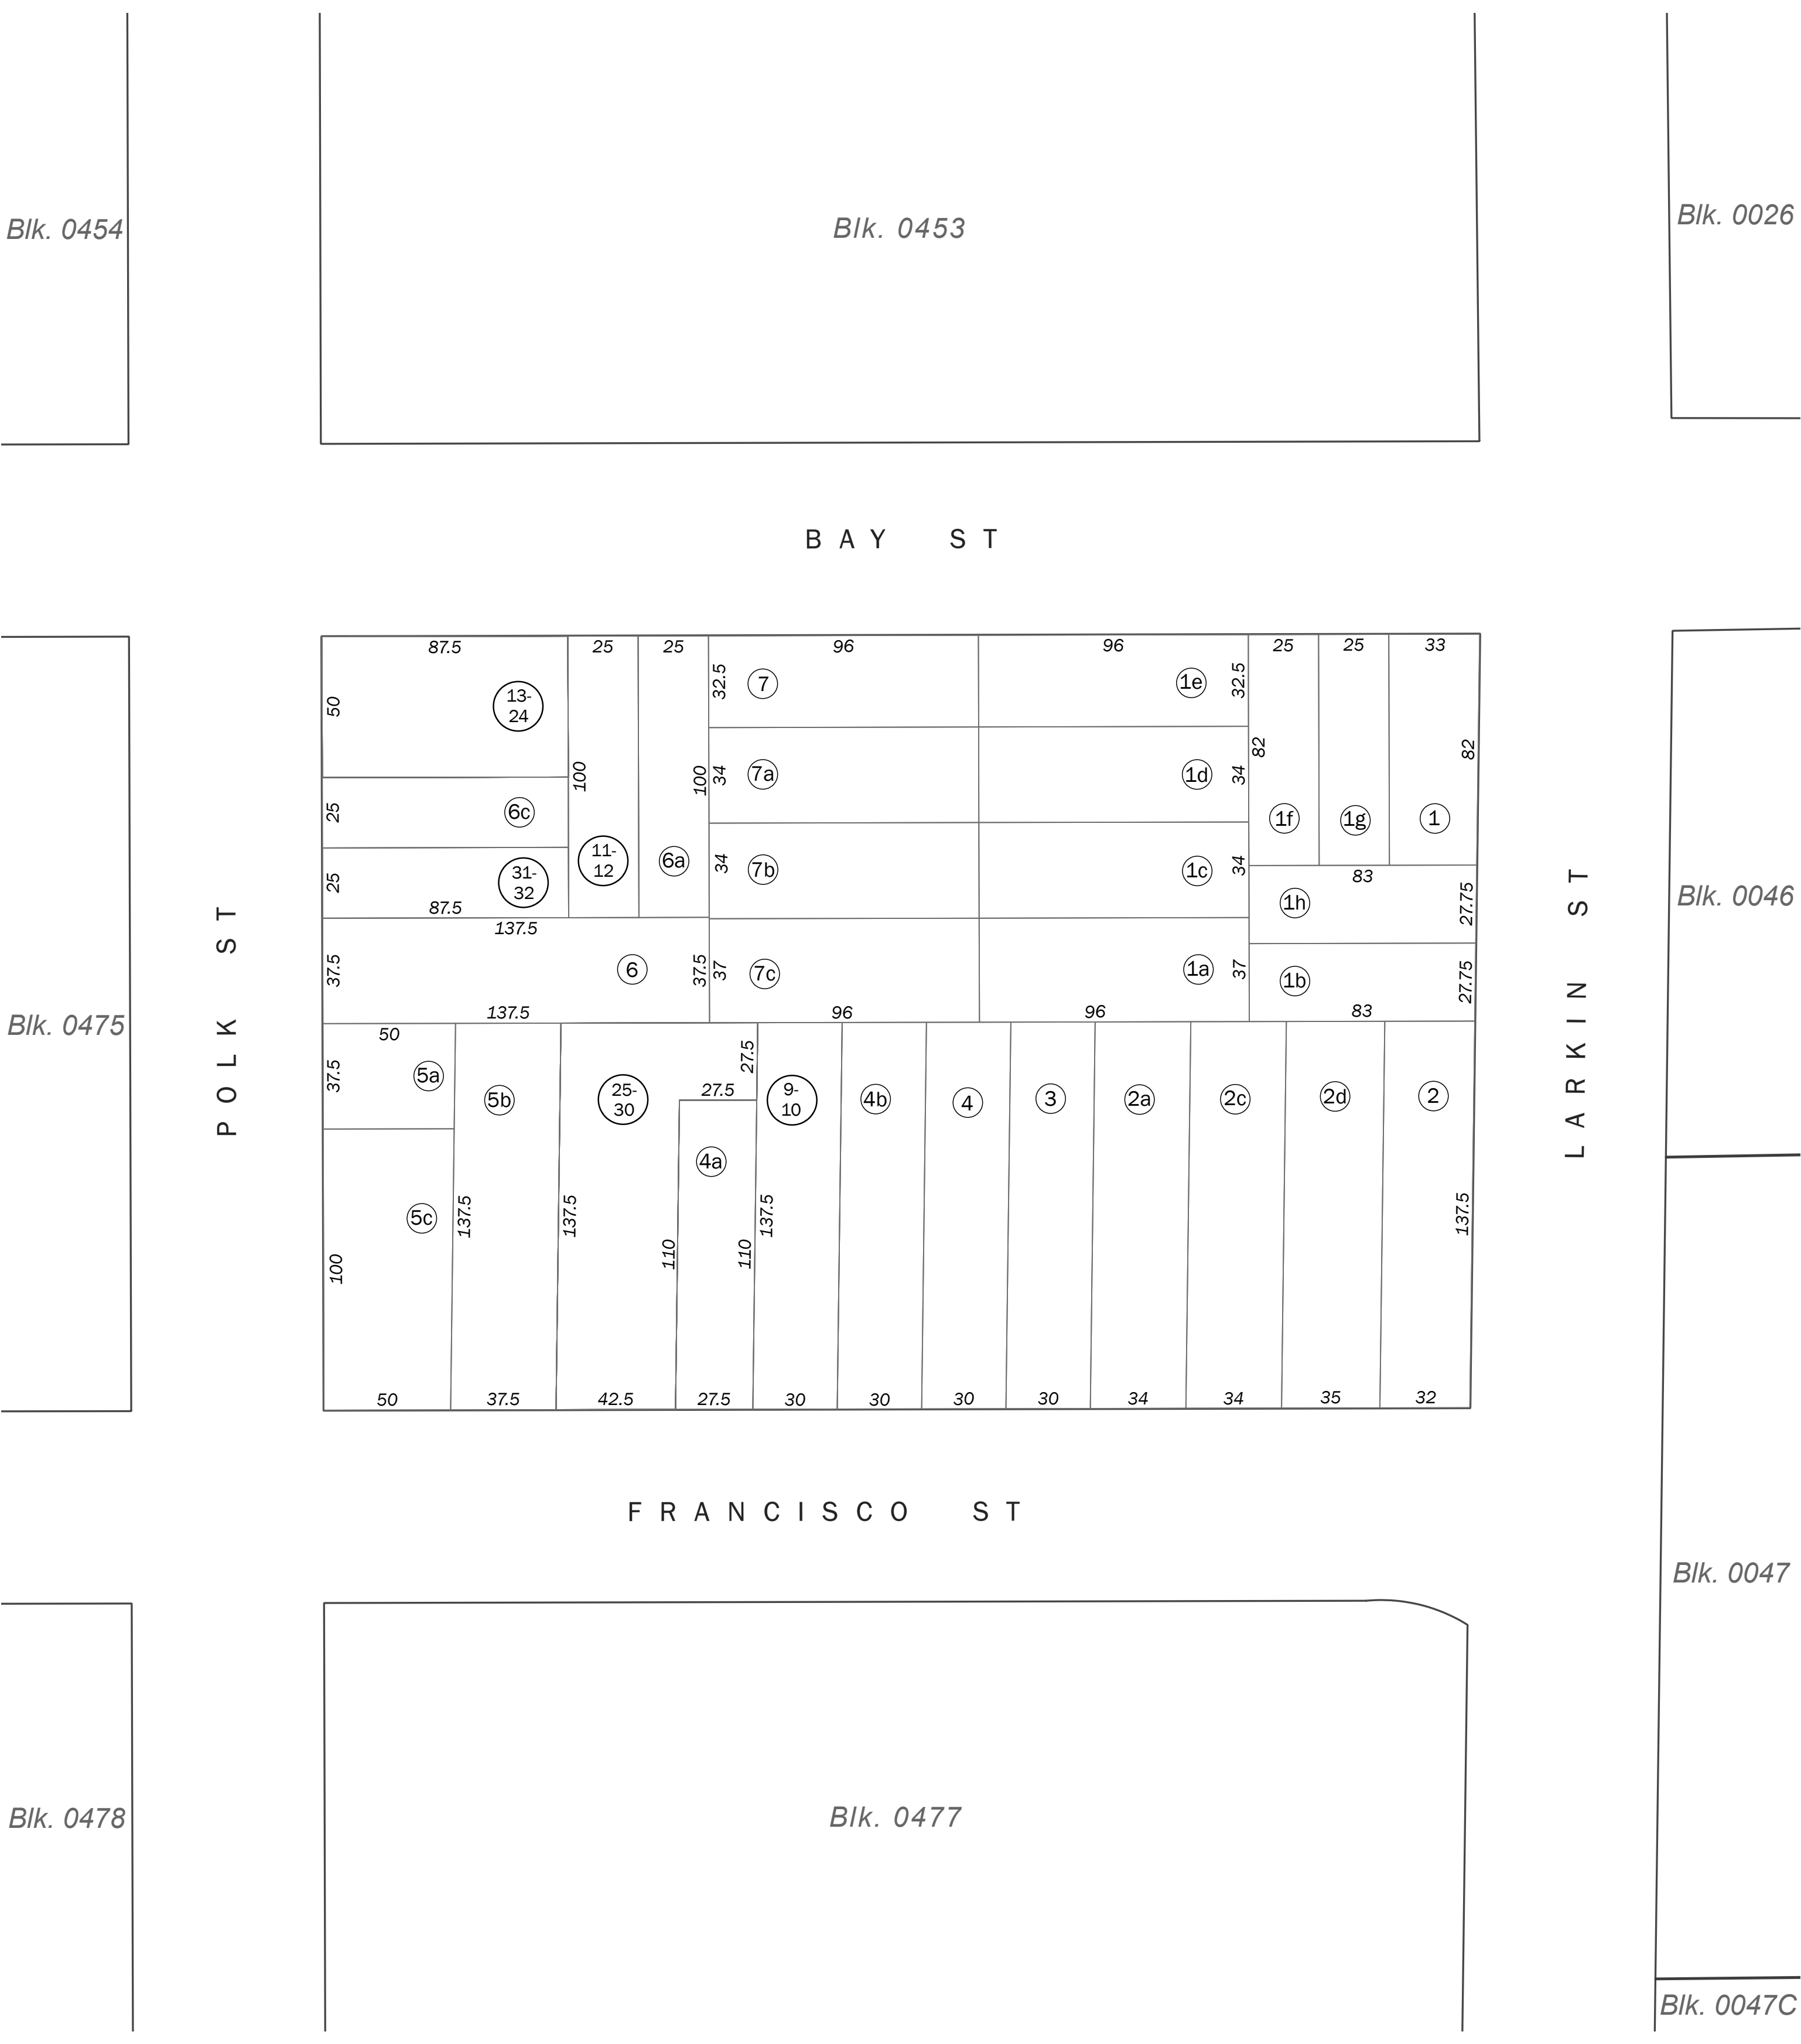 Blk. 0454
Blk. 0453
Blk. 0026
BAY ST
87.5
25
25
96
96
25
25
33
50
13-
24
32.5
7
1e
32.5
82
82
100
100
34
7a
1d
34
25
6c
1f
1g
1
11-
12
6a
34
7b
1c
34
25
31-
32
87.5
83
1h
27.75
137.5
37.5
6
37.5
37
7c
1a
37
1b
27.75
137.5
96
96
83
POLK ST
LARKIN ST
Blk. 0475
Blk. 0046
50
37.5
5a
5b
25-
30
27.5
27.5
9-
10
4b
4
3
2a
2c
2d
2
4a
5c
100
137.5
137.5
110
110
137.5
137.5
50
37.5
42.5
27.5
30
30
30
30
34
34
35
32
FRANCISCO ST
Blk. 0047
Blk. 0478
Blk. 0477
Blk. 0047C